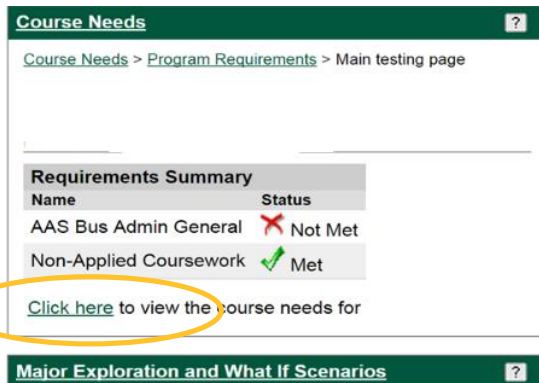 Course Needs ?
Course Needs > Program Requirements > Main testing page
Requirements Summary
Name Status
AAS Bus Admin General Not Met
Non-Applied Coursework Met
Click here to view the course needs for
Major Exploration and What If Scenarios ?